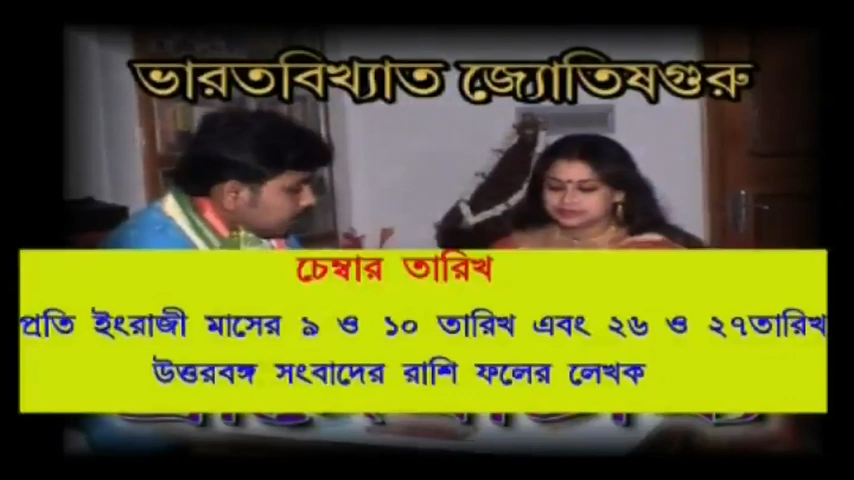 ভারতবিখ্যাত জ্যোতিষগুরু
চেম্বার তারিখ
প্রতি ইংরাজী মাসের ৯ ও ১০ তারিখ এবং ২৬ ও ২৭তারিখ
উত্তরবঙ্গ সংবাদের রাশি ফলের লেখক